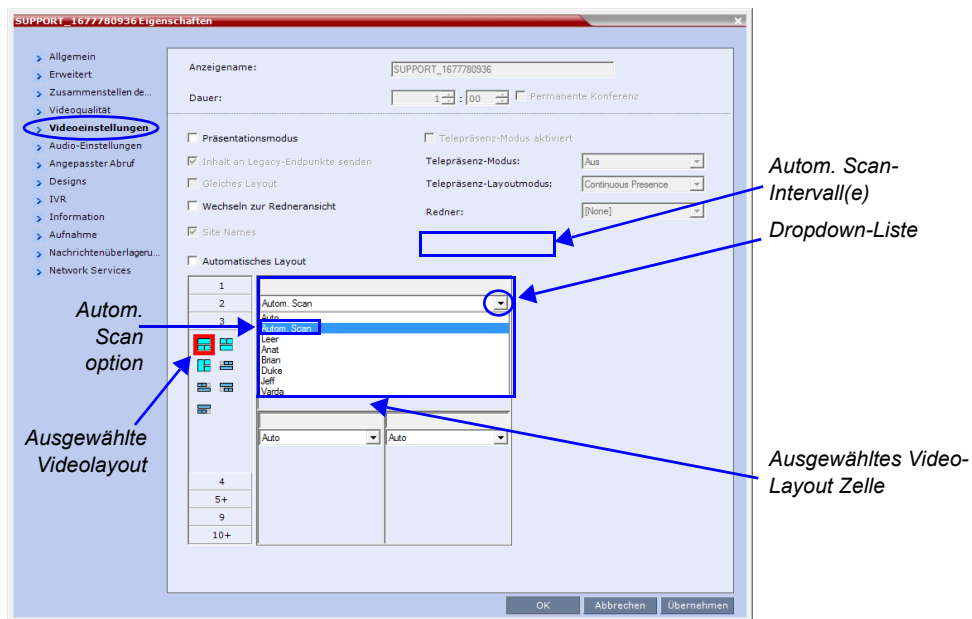 SUPPORT_1677780936 Eigenschaften
Allgemein
Erweitert
Zusammenstellen de...
Videoqualität
Videoeinstellungen
Audio-Einstellungen
Angepasster Abruf
Designs
IVR
Information
Aufnahme
Nachrichtenüberlageru...
Network Services
Anzeigename:
SUPPORT_1677780936
Dauer:
1 : 00
Permanente Konferenz
Präsentationsmodus
Telepräsenz-Modus aktiviert
Inhalt an Legacy-Endpunkte senden
Telepräsenz-Modus:
Aus
Gleiches Layout
Telepräsenz-Layoutmodus:
Continuous Presence
Wechseln zur Redneransicht
Redner:
[None]
Site Names
Automatisches Layout
1
2
3
Autom. Scan
Auto
Autom. Scan
Leer
Anat
Brian
Duke
Jeff
Varda
Auto
Auto
4
5+
9
10+
OK
Abbrechen
Übernehmen
Autom. Scan-
Intervall(e)
Dropdown-Liste
Autom.
Scan
option
Ausgewählte
Videolayout
Ausgewähltes Video-
Layout Zelle